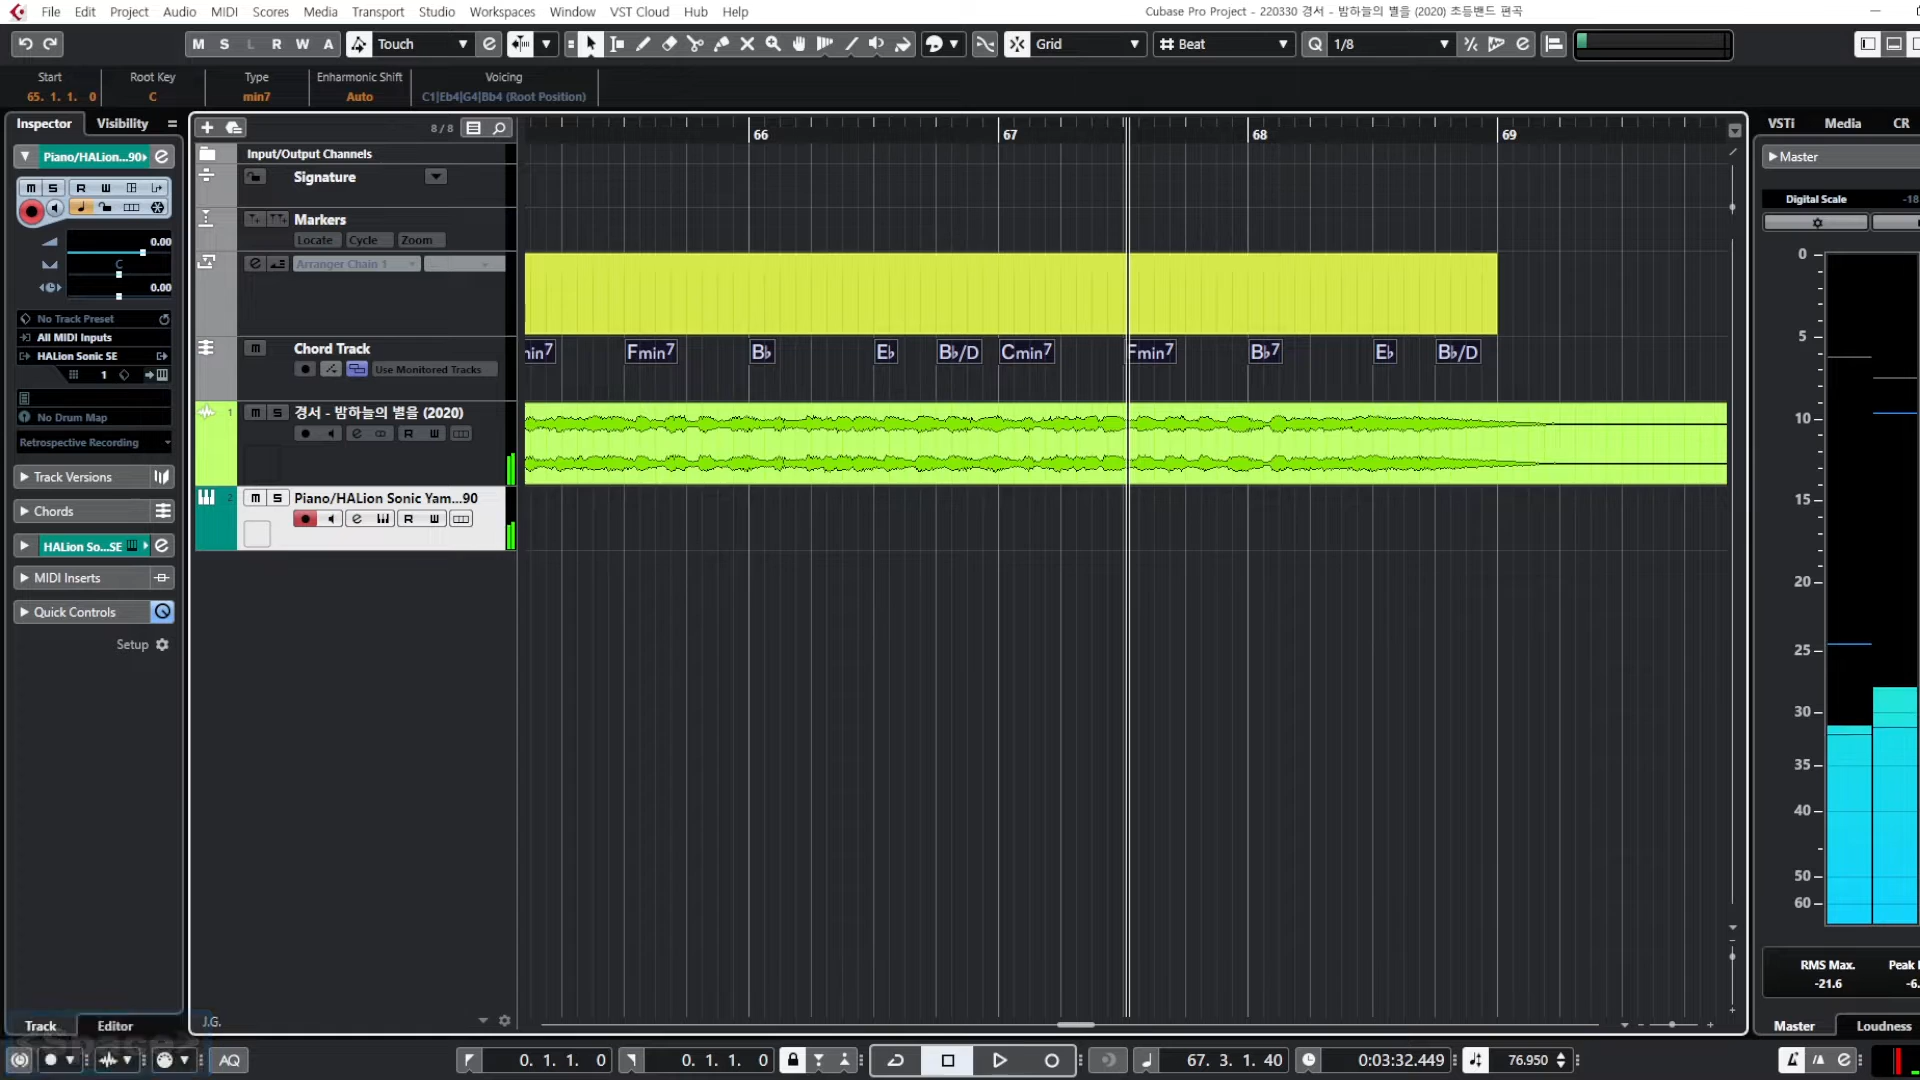 File Edit Project Audio MIDI Scores Media Transport Studio Workspaces Window VST Cloud Hub Help
Cubase Pro Project - 220330 경서 - 밤하늘의 별을 (2020) 초등밴드 편곡
M S L R W A Touch Grid Beat Q 1/8
Start Root Key Type Enharmonic Shift Voicing
65. 1. 1. 0 C min7 Auto C1|Eb4|G4|Bb4 (Root Position)
Inspector Visibility
8/8
66 67 68 69
VSTi Media CR
Piano/HALion...90
Input/Output Channels
Master
M S R W
Signature
Digital Scale -18
Markers
Locate Cycle Zoom
0.00
C
0.00
Arranger Chain 1
No Track Preset
All MIDI Inputs
HALion Sonic SE
1
No Drum Map
Retrospective Recording
M Chord Track
Use Monitored Tracks
min7 Fmin7 B♭ E♭ B♭/D Cmin7 Fmin7 B♭7 E♭ B♭/D
1 M S 경서 - 밤하늘의 별을 (2020)
R W
Track Versions
2 M S Piano/HALion Sonic Yam...90
R W
Chords
HALion So...SE
MIDI Inserts
Quick Controls
Setup
0
5
10
15
20
25
30
35
40
50
60
RMS Max. Peak
-21.6 -6.
J.G.
Track Editor
Master Loudness
AQ 0. 1. 1. 0 0. 1. 1. 0 67. 3. 1. 40 0:03:32.449 76.950